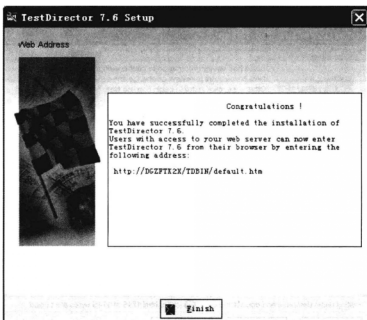 TestDirector 7.6 Setup
Web Address
Congratulations !
You have successfully completed the installation of
TestDirector 7.6.
Users with access to your web server can now enter
TestDirector 7.6 from their browser by entering the
following address:
http://DGZFTX2X/TDBIN/default.htm
Finish